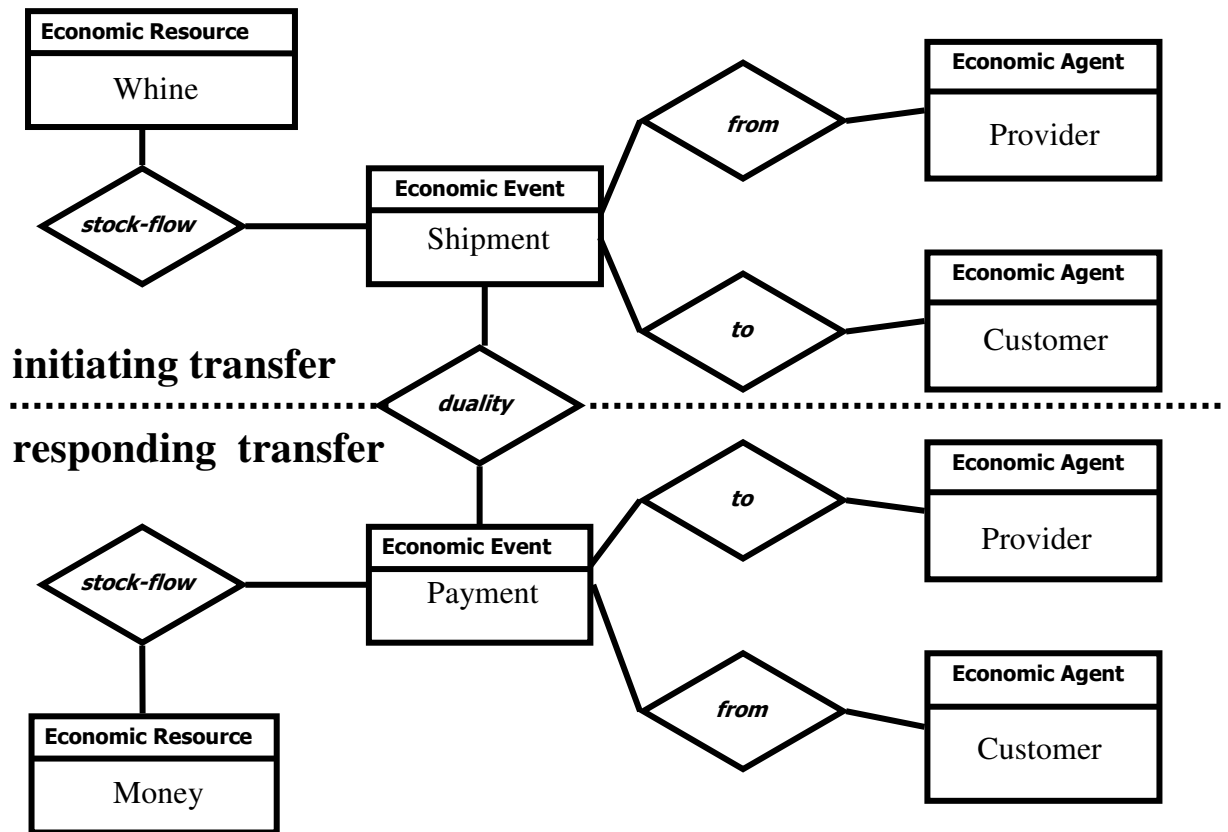 Economic Resource
Whine
stock-flow
Economic Event
Shipment
from
Economic Agent
Provider
to
Economic Agent
Customer
initiating transfer
duality
responding transfer
stock-flow
Economic Resource
Money
Economic Event
Payment
to
Economic Agent
Provider
from
Economic Agent
Customer